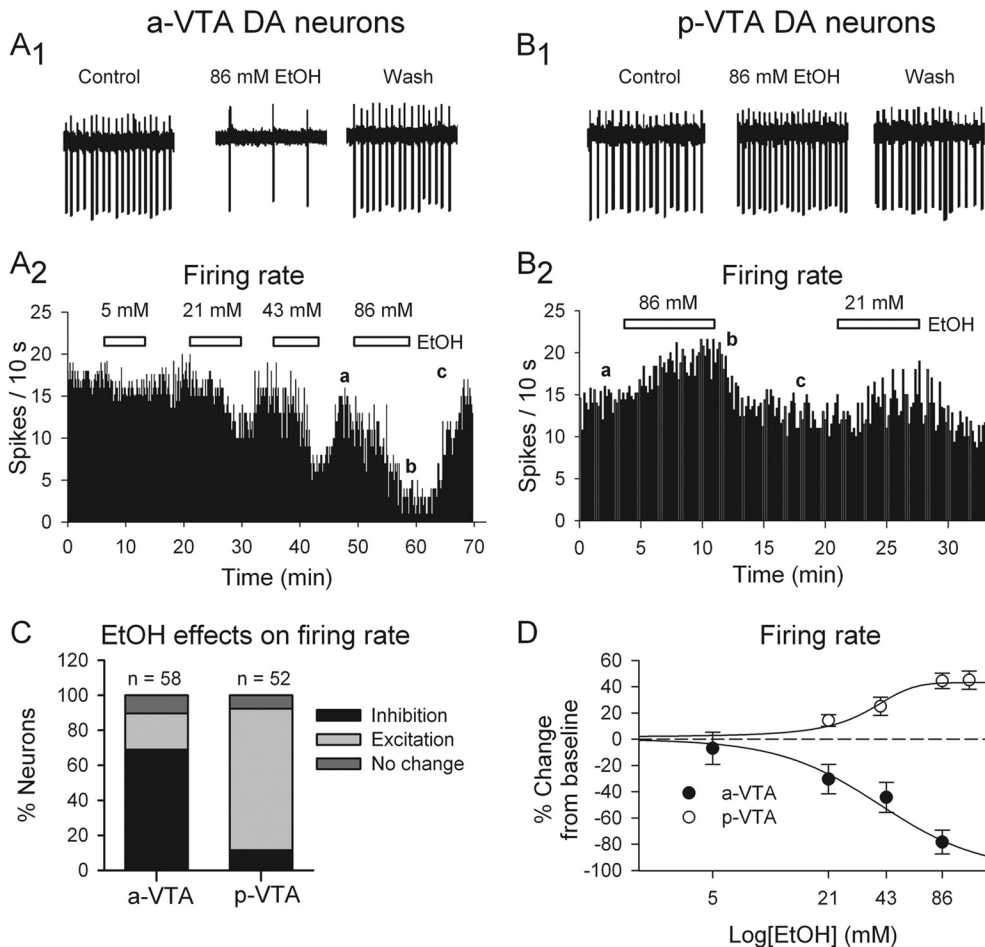 a-VTA DA neurons
p-VTA DA neurons
A1
Control
86 mM EtOH
Wash
B1
Control
86 mM EtOH
Wash
A2
Firing rate
5 mM
21 mM
43 mM
86 mM
EtOH
Spikes / 10 s
25
20
15
10
5
0
a
b
c
0 10 20 30 40 50 60 70
Time (min)
B2
Firing rate
86 mM
21 mM
EtOH
Spikes / 10 s
25
20
15
10
5
0
a
b
c
0 5 10 15 20 25 30
Time (min)
C
EtOH effects on firing rate
% Neurons
120
100
80
60
40
20
0
n = 58
n = 52
Inhibition
Excitation
No change
a-VTA
p-VTA
D
Firing rate
% Change
from baseline
60
40
20
0
-20
-40
-60
-80
-100
a-VTA
p-VTA
5 21 43 86
Log[EtOH] (mM)